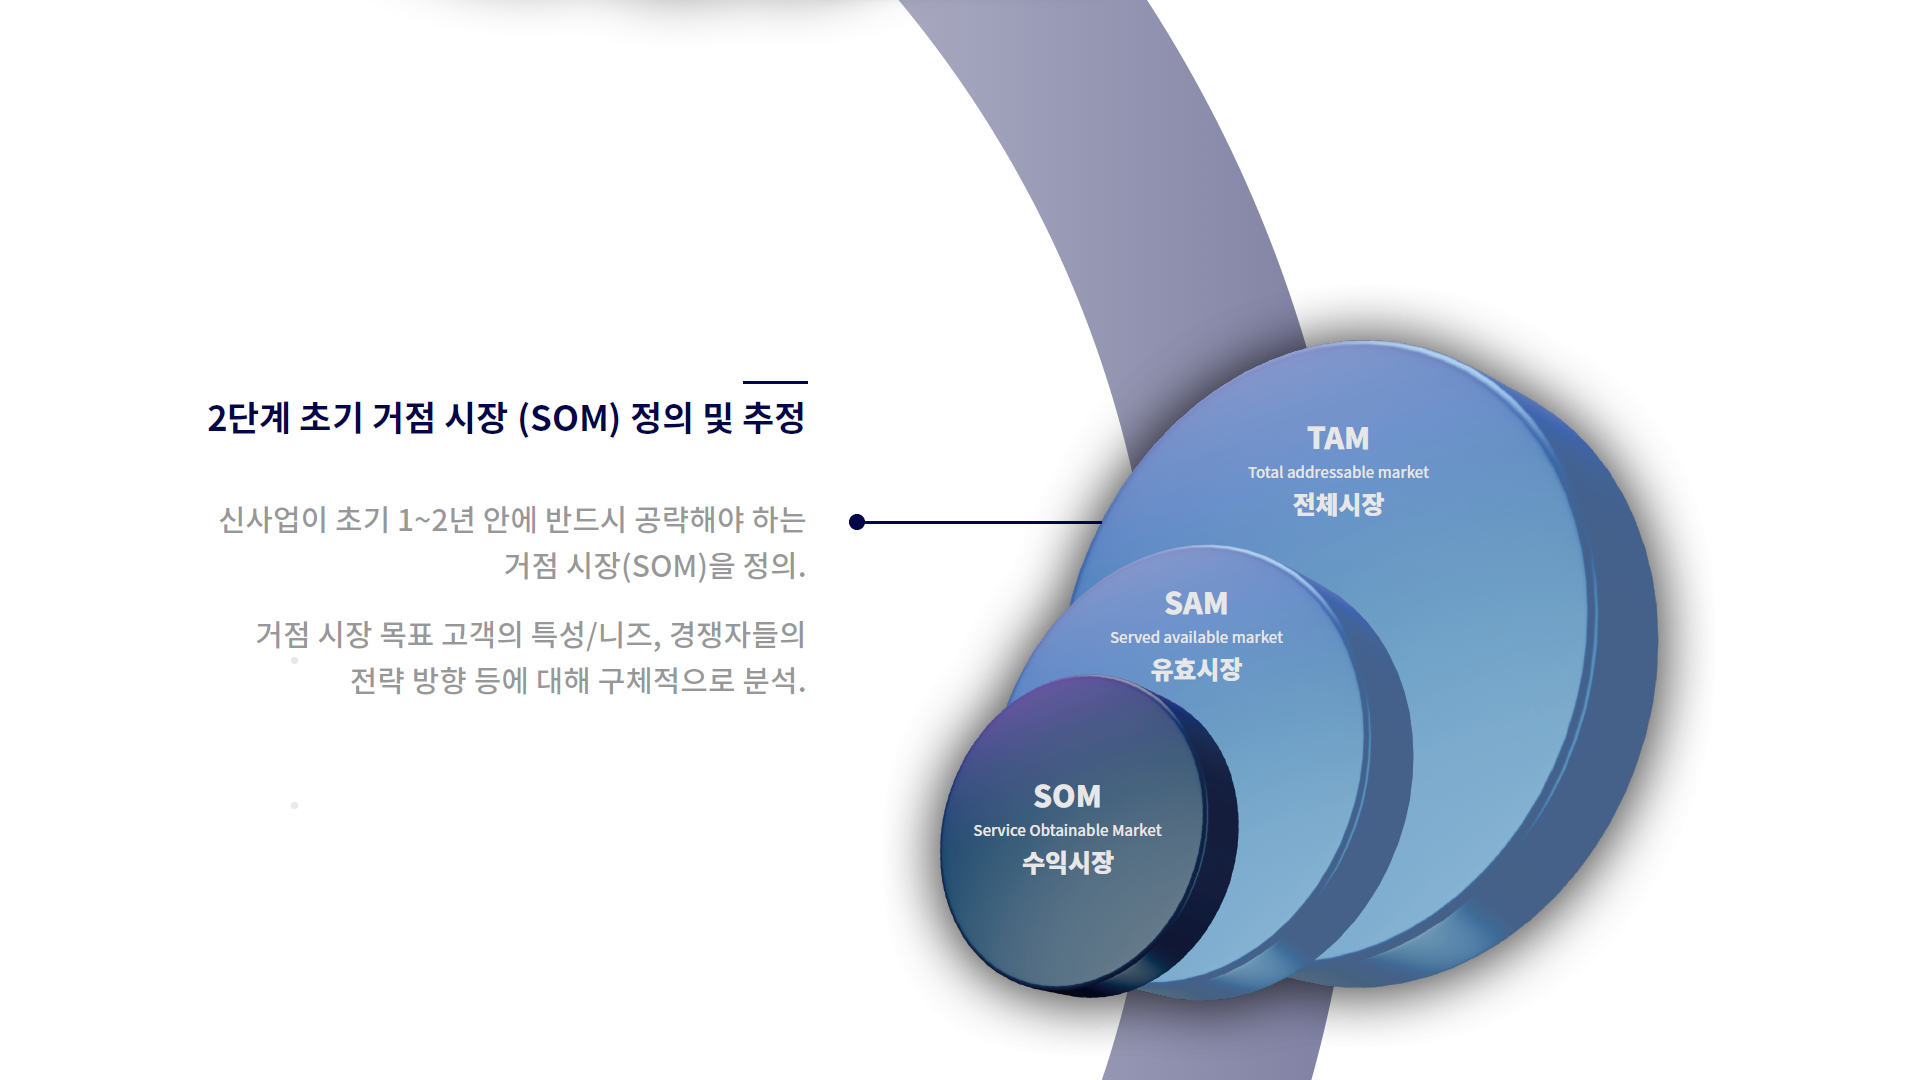 2단계 초기 거점 시장 (SOM) 정의 및 추정
신사업이 초기 1~2년 안에 반드시 공략해야 하는
거점 시장(SOM)을 정의.
거점 시장 목표 고객의 특성/니즈, 경쟁자들의
전략 방향 등에 대해 구체적으로 분석.
TAM
Total addressable market
전체시장
SAM
Served available market
유효시장
SOM
Service Obtainable Market
수익시장